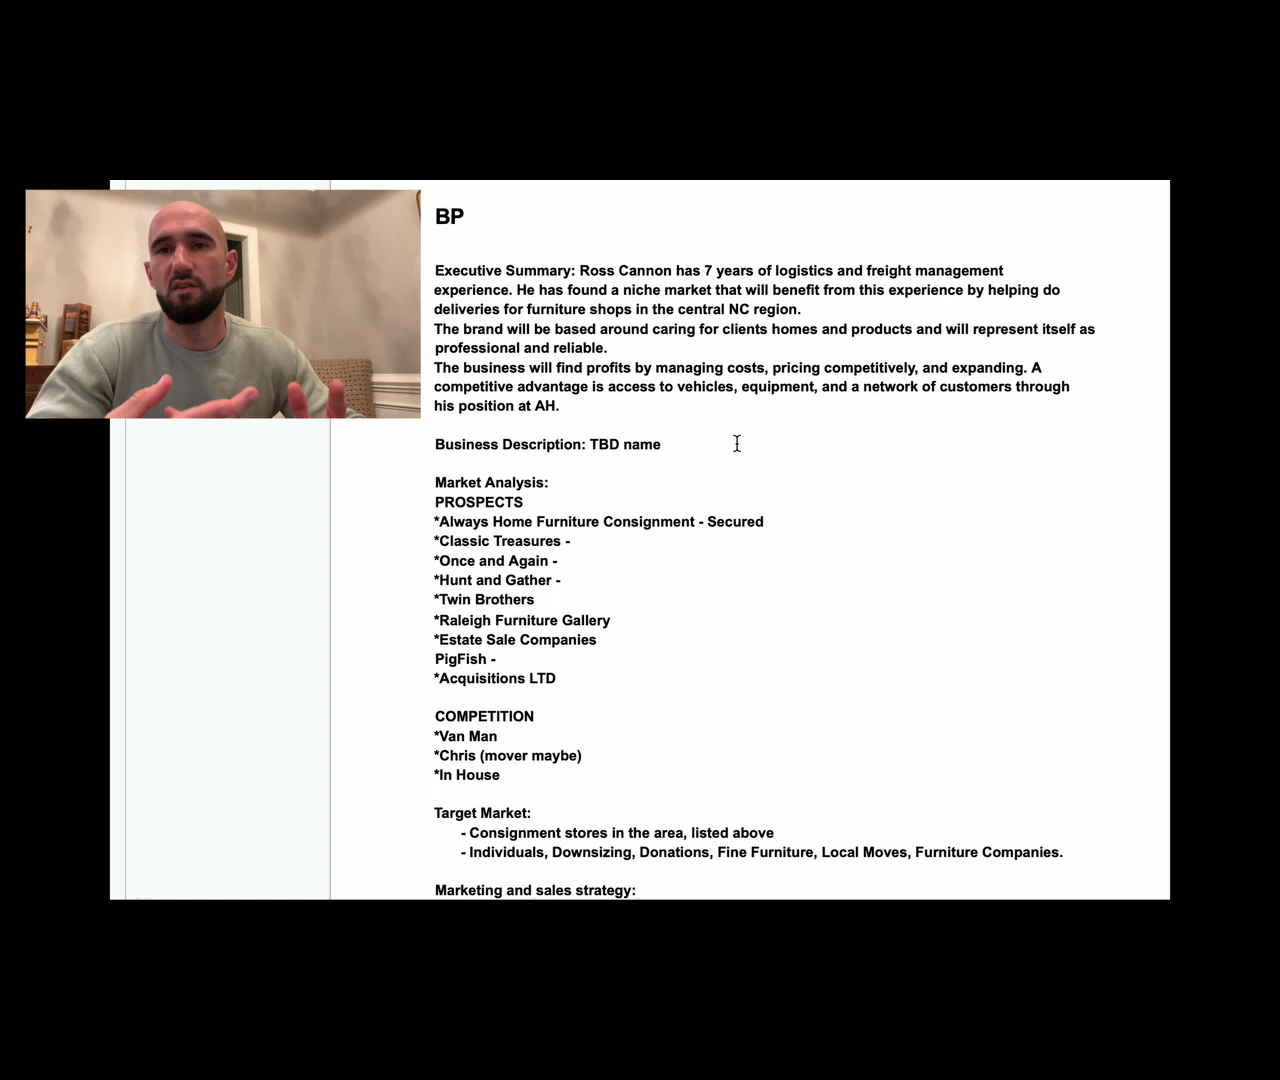 BP
Executive Summary: Ross Cannon has 7 years of logistics and freight management
experience. He has found a niche market that will benefit from this experience by helping do
deliveries for furniture shops in the central NC region.
The brand will be based around caring for clients homes and products and will represent itself as
professional and reliable.
The business will find profits by managing costs, pricing competitively, and expanding. A
competitive advantage is access to vehicles, equipment, and a network of customers through
his position at AH.
Business Description: TBD name
Market Analysis:
PROSPECTS
*Always Home Furniture Consignment - Secured
*Classic Treasures -
*Once and Again -
*Hunt and Gather -
*Twin Brothers
*Raleigh Furniture Gallery
*Estate Sale Companies
PigFish -
*Acquisitions LTD
COMPETITION
*Van Man
*Chris (mover maybe)
*In House
Target Market:
- Consignment stores in the area, listed above
- Individuals, Downsizing, Donations, Fine Furniture, Local Moves, Furniture Companies.
Marketing and sales strategy: